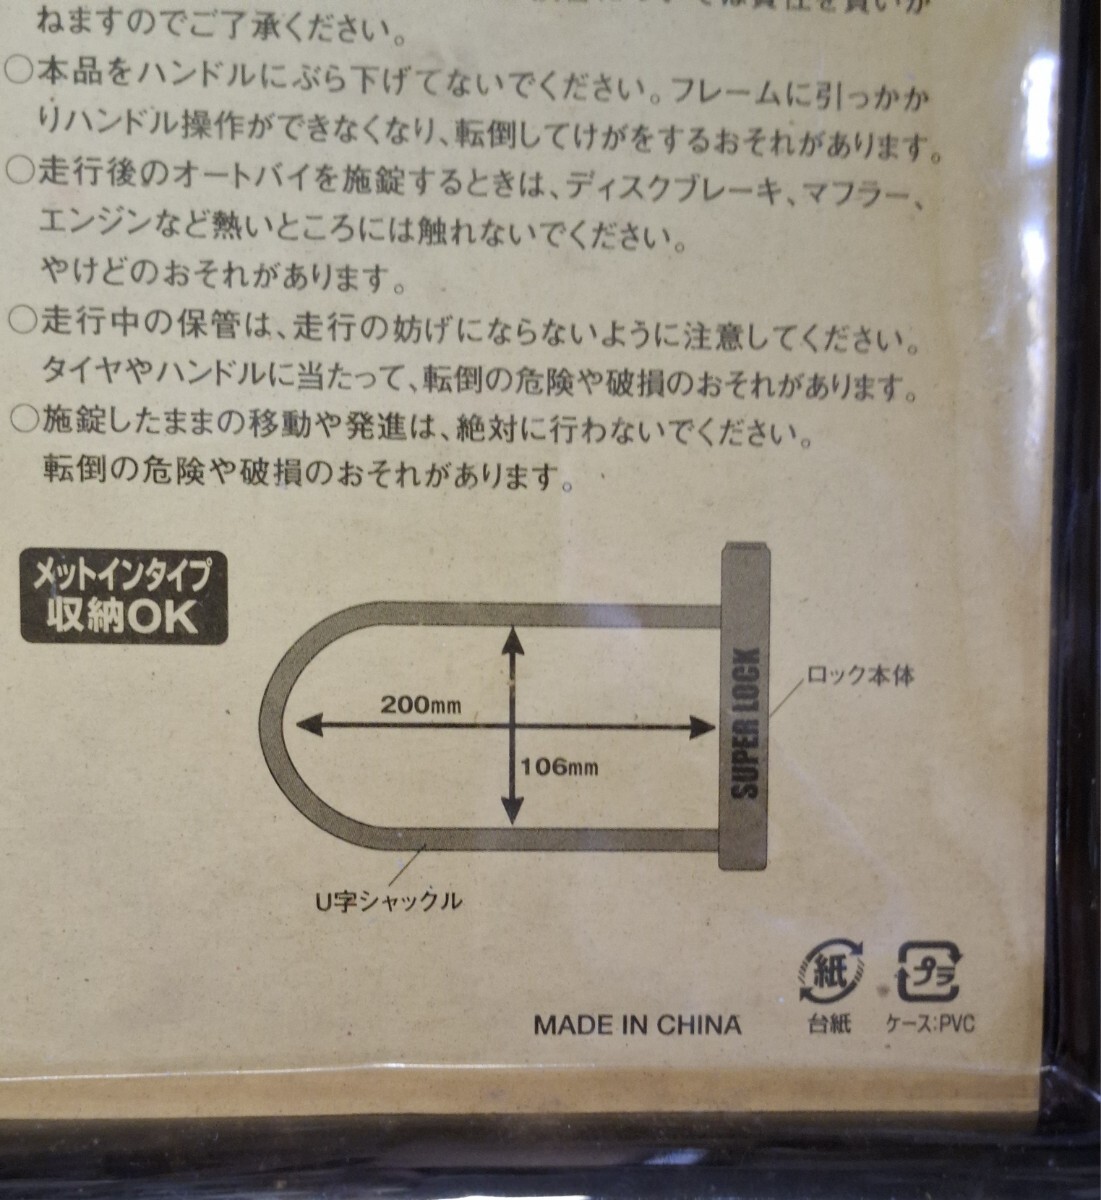 ねますのでご了承ください。
○本品をハンドルにぶら下げてないでください。フレームに引っかか
りハンドル操作ができなくなり、転倒してけがをするおそれがあります。
○走行後のオートバイを施錠するときは、ディスクブレーキ、マフラー、
エンジンなど熱いところには触れないでください。
やけどのおそれがあります。
○走行中の保管は、走行の妨げにならないように注意してください。
タイヤやハンドルに当たって、転倒の危険や破損のおそれがあります。
○施錠したままの移動や発進は、絶対に行わないでください。
転倒の危険や破損のおそれがあります。
メットインタイプ
収納OK
200mm
106mm
SUPER LOCK
ロック本体
U字シャックル
紙
プラ
MADE IN CHINA
台紙
ケース:PVC